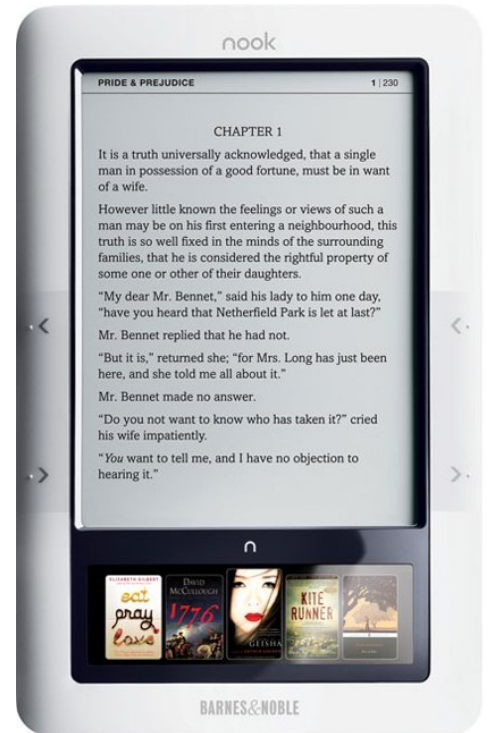 nook
PRIDE & PREJUDICE 1 | 230
CHAPTER 1
It is a truth universally acknowledged, that a single
man in possession of a good fortune, must be in want
of a wife.
However little known the feelings or views of such a
man may be on his first entering a neighbourhood, this
truth is so well fixed in the minds of the surrounding
families, that he is considered the rightful property of
some one or other of their daughters.
“My dear Mr. Bennet,” said his lady to him one day,
“have you heard that Netherfield Park is let at last?”
Mr. Bennet replied that he had not.
“But it is,” returned she; “for Mrs. Long has just been
here, and she told me all about it.”
Mr. Bennet made no answer.
“Do you not want to know who has taken it?” cried
his wife impatiently.
“You want to tell me, and I have no objection to
hearing it.”
n
ELIZABETH GILBERT
eat
pray
love
DAVID
McCULLOUGH
1776
GEISHA
KITE
RUNNER
BARNES&NOBLE